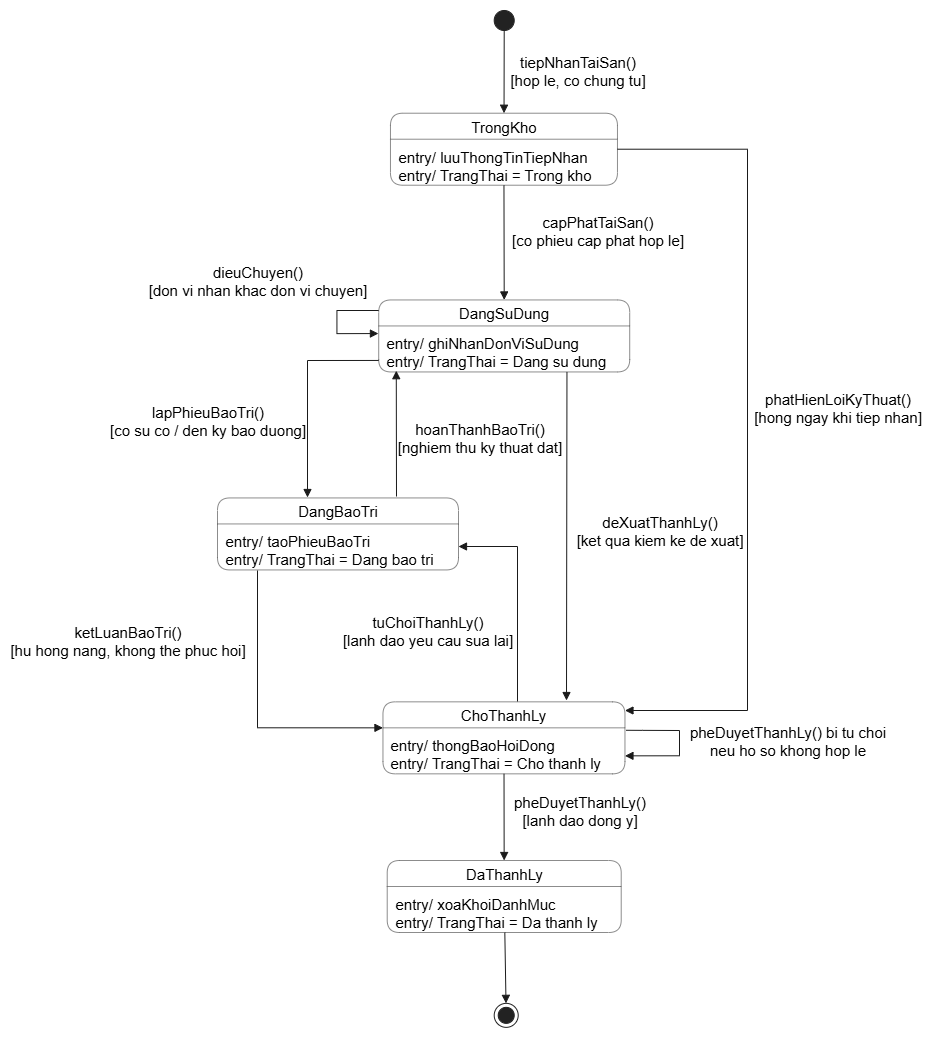 tiepNhanTaiSan()
[hop le, co chung tu]
TrongKho
entry/ luuThongTinTiepNhan
entry/ TrangThai = Trong kho
capPhatTaiSan()
[co phieu cap phat hop le]
dieuChuyen()
[don vi nhan khac don vi chuyen]
DangSuDung
entry/ ghiNhanDonViSuDung
entry/ TrangThai = Dang su dung
phatHienLoiKyThuat()
[hong ngay khi tiep nhan]
lapPhieuBaoTri()
[co su co / den ky bao duong]
hoanThanhBaoTri()
[nghiem thu ky thuat dat]
DangBaoTri
entry/ taoPhieuBaoTri
entry/ TrangThai = Dang bao tri
deXuatThanhLy()
[ket qua kiem ke de xuat]
ketLuanBaoTri()
[hu hong nang, khong the phuc hoi]
tuChoiThanhLy()
[lanh dao yeu cau sua lai]
ChoThanhLy
entry/ thongBaoHoiDong
entry/ TrangThai = Cho thanh ly
pheDuyetThanhLy() bi tu choi
neu ho so khong hop le
pheDuyetThanhLy()
[lanh dao dong y]
DaThanhLy
entry/ xoaKhoiDanhMuc
entry/ TrangThai = Da thanh ly